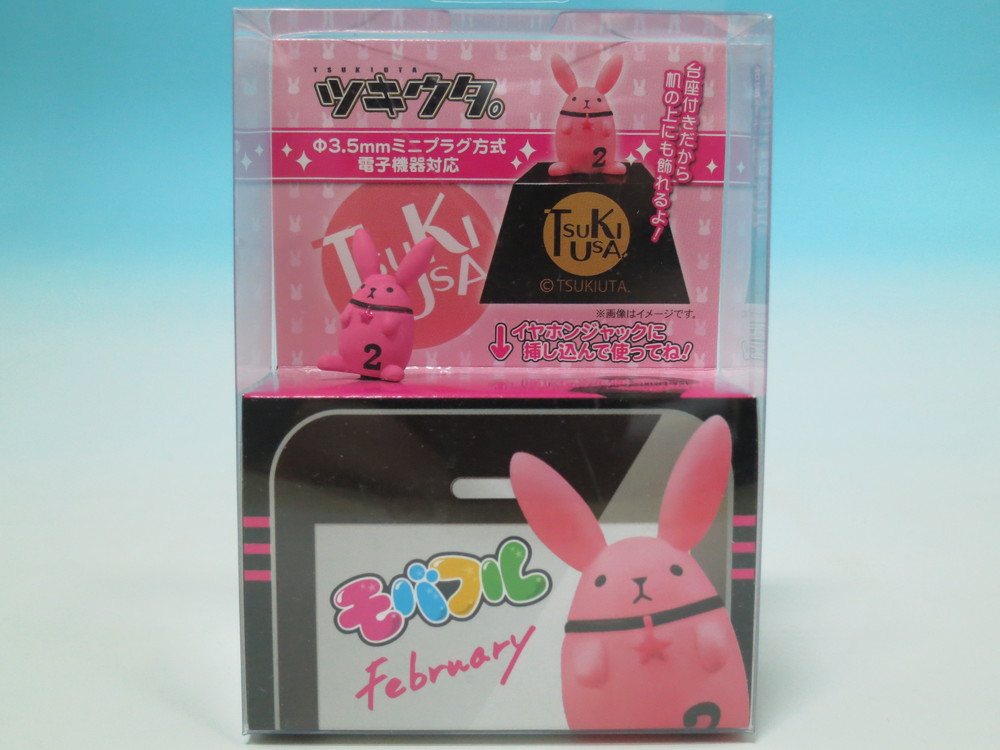 TSUKIUTA
ツキウタ。
Φ3.5mmミニプラグ方式
電子機器対応
台座付きだから
机の上にも飾れるよ!
2
TSUKI
USA
TSUKI
USA.
©TSUKIUTA.
※画像はイメージです。
イヤホンジャックに
挿し込んで使ってね!
2
モバフル
February
2